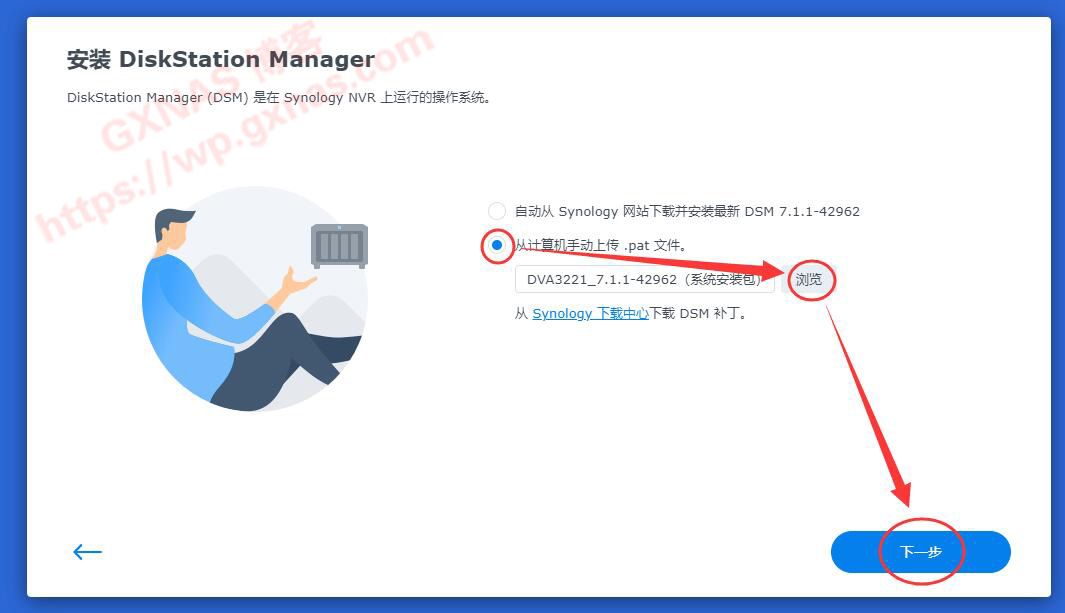 安装 DiskStation Manager
DiskStation Manager (DSM) 是在 Synology NVR 上运行的操作系统。
GXNAS 博客
https://wp.gxnas.com
自动从 Synology 网站下载并安装最新 DSM 7.1.1-42962
从计算机手动上传 .pat 文件。
DVA3221_7.1.1-42962（系统安装包） 浏览
从 Synology 下载中心下载 DSM 补丁。
下一步